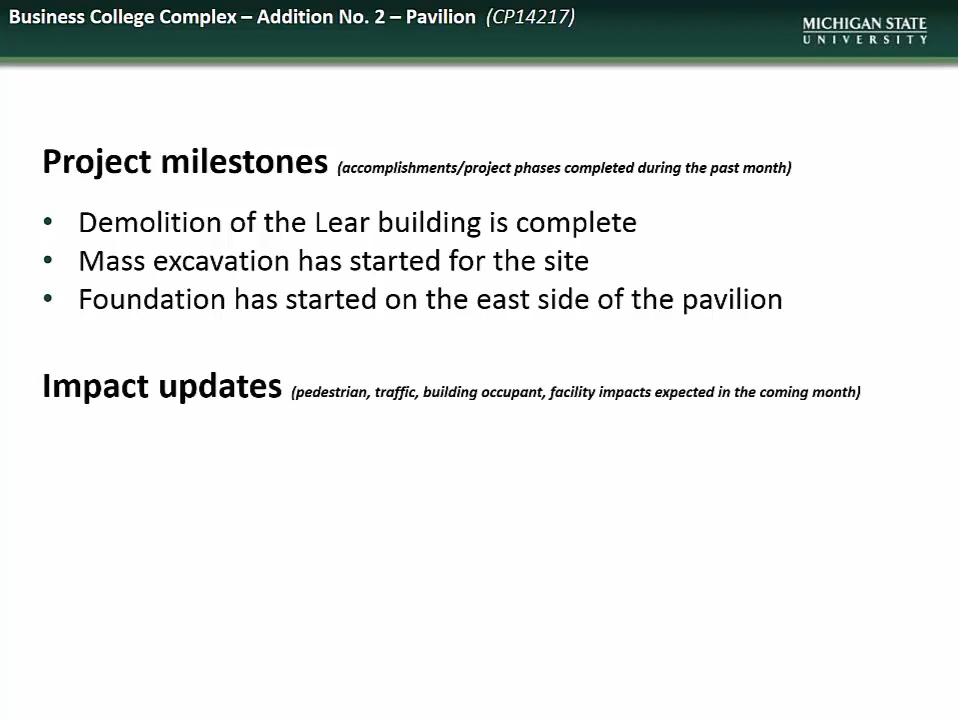 Business College Complex – Addition No. 2 – Pavilion (CP14217)
MICHIGAN STATE
UNIVERSITY
Project milestones (accomplishments/project phases completed during the past month)
• Demolition of the Lear building is complete
• Mass excavation has started for the site
• Foundation has started on the east side of the pavilion
Impact updates (pedestrian, traffic, building occupant, facility impacts expected in the coming month)